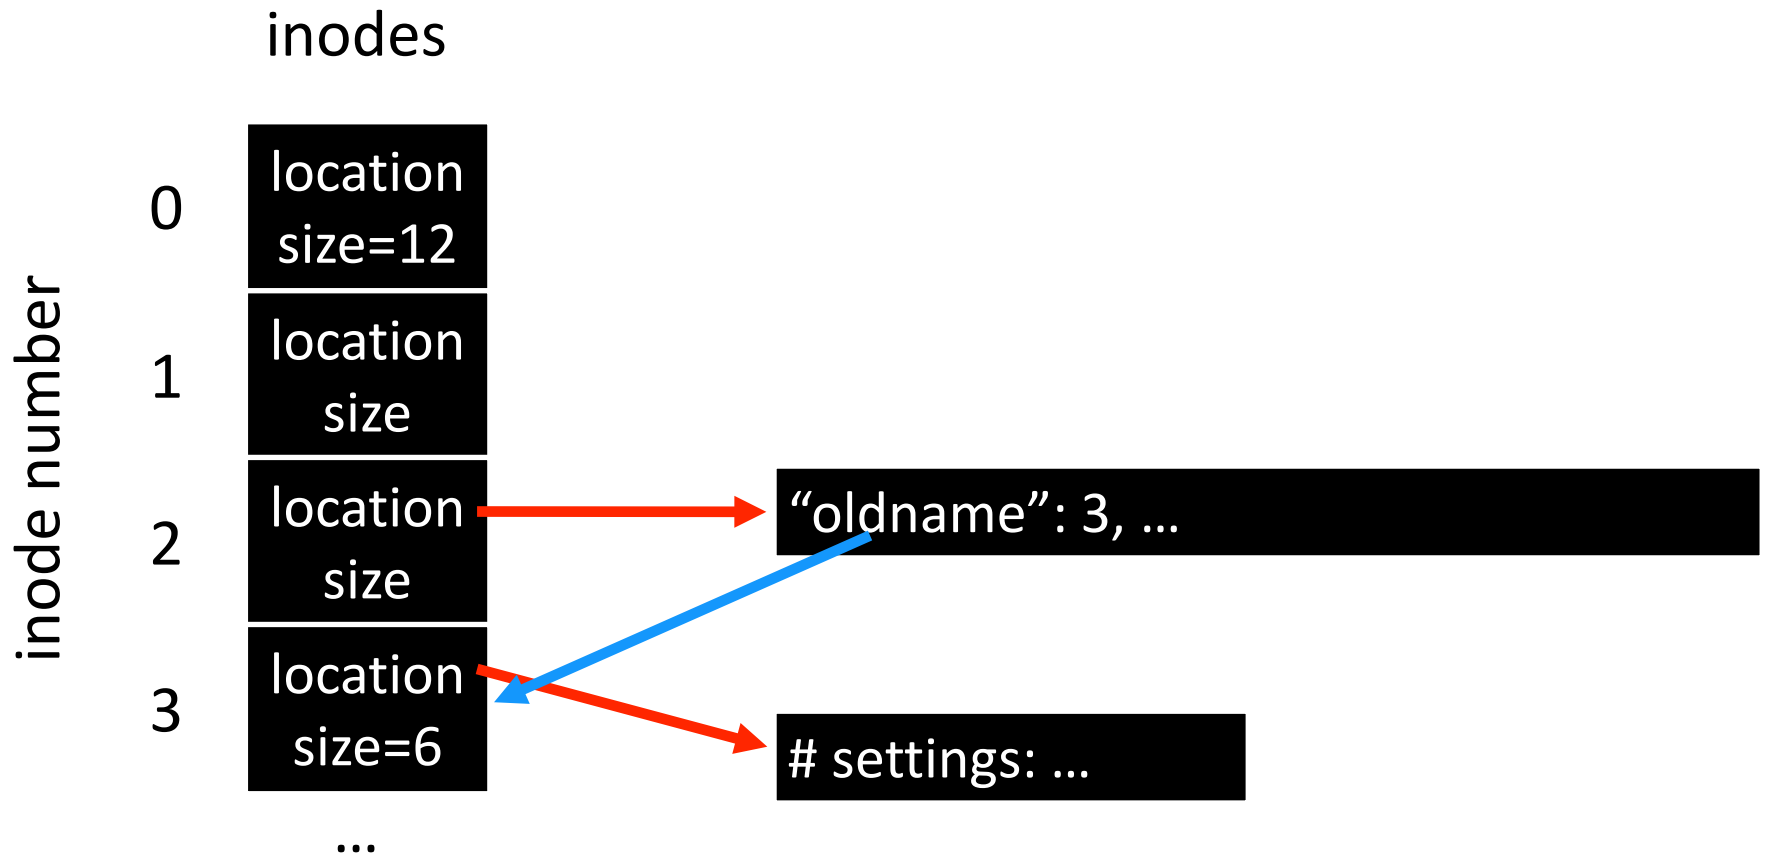 inodes
inode number
0
location
size=12
1
location
size
2
location
size
“oldname”: 3, …
3
location
size=6
# settings: …
…